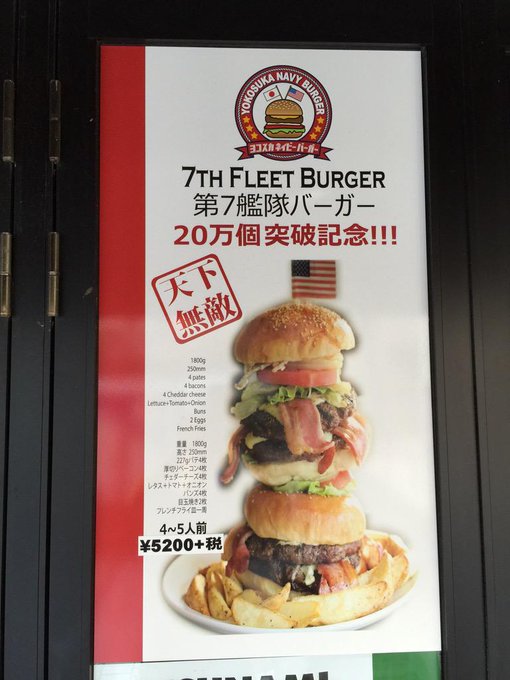 YOKOSUKA NAVY BURGER
ヨコスカネイビーバーガー
7TH FLEET BURGER
第7艦隊バーガー
20万個突破記念!!!
天下
無敵
1800g
250mm
4 pates
4 bacons
4 Cheddar cheese
Lettuce+Tomato+Onion
Buns
2 Eggs
French Fries
重量 1800g
高さ 250mm
227gパテ4枚
厚切りベーコン4枚
チェダーチーズ4枚
レタス+トマト+オニオン
バンズ4枚
目玉焼き2枚
フレンチフライ皿一周
4~5人前
¥5200+税